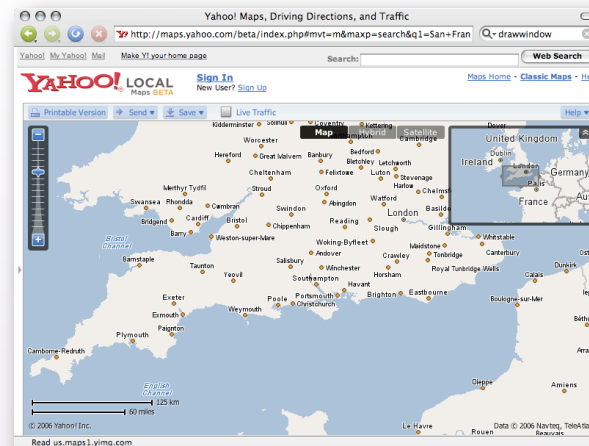 Yahoo! Maps, Driving Directions, and Traffic
http://maps.yahoo.com/beta/index.php#mvt=m&maxp=search&q1=San+Fran
drawwindow
Yahoo! My Yahoo! Mail Make Y! your home page
Search: Web Search
YAHOO! LOCAL
Maps BETA
Sign In
New User? Sign Up
Maps Home - Classic Maps -
Printable Version Send Save Live Traffic Help
Map Hybrid Satellite
Kidderminster Coventry Kettering
Cambridge
Dover
Worcester
Hereford Great Malvern Banbury Bedford
Bletchley Letchworth
Cheltenham Felixstowe Luton Stevenage
Merthyr Tydfil Stroud Oxford Harlow
Swansea Rhondda Cwmbran Abingdon Watford
Swindon London
Bridgend Cardiff Bristol Chippenham Reading Slough Gillingham
Barry Weston-super-Mare Woking-Byfleet Whitstable
Bristol
Channel
Andover Maidstone Canterbury
Barnstaple Taunton Salisbury Crawley Tonbridge
Yeovil Winchester Horsham Royal Tunbridge Wells
Southampton Havant
Dunkirk
Calais
Exeter Portsmouth Brighton Eastbourne
Poole Christchurch
Boulogne-sur-Mer
Exmouth Weymouth
Plymouth Paignton
Camborne-Redruth
English
Channel
Dieppe Amiens
Le-Havre Rouen Beauvais
United Kingdom
Dublin
Ireland London
Germany
Paris
France
125 km
60 miles
© 2006 Yahoo! Inc.
Data © 2006 Navteq, TeleAtla
Read us.maps1.yimg.com